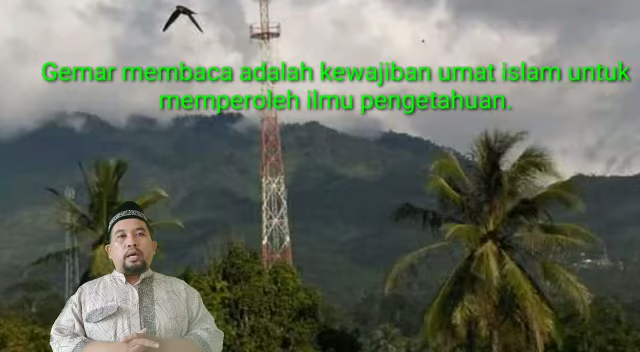 Gemar membaca adalah kewajiban umat islam untuk
memperoleh ilmu pengetahuan.